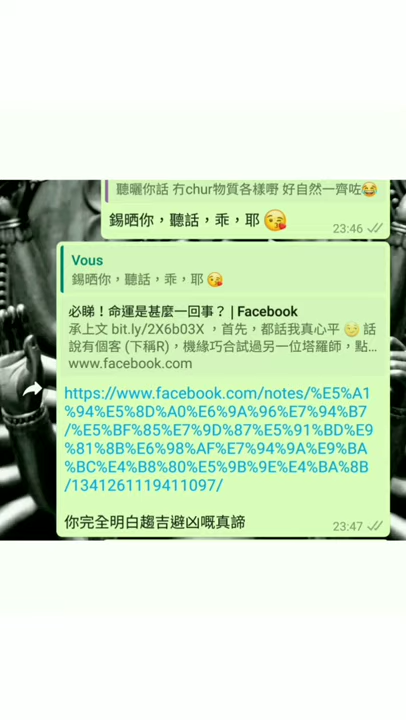 聽曬你話 冇chur物質各樣嘢 好自然一齊咗😂
錫晒你，聽話，乖，耶 😘
23:46
Vous
錫晒你，聽話，乖，耶 😘
必睇！命運是甚麼一回事？ | Facebook
承上文 bit.ly/2X6b03X ，首先，都話我真心平 😌 話
說有個客 (下稱R)，機緣巧合試過另一位塔羅師，點…
www.facebook.com
https://www.facebook.com/notes/%E5%A1
%94%E5%8D%A0%E6%9A%96%E7%94%B7
/%E5%BF%85%E7%9D%87%E5%91%BD%E9
%81%8B%E6%98%AF%E7%94%9A%E9%BA
%BC%E4%B8%80%E5%9B%9E%E4%BA%8B
/1341261119411097/
你完全明白趨吉避凶嘅真諦
23:47